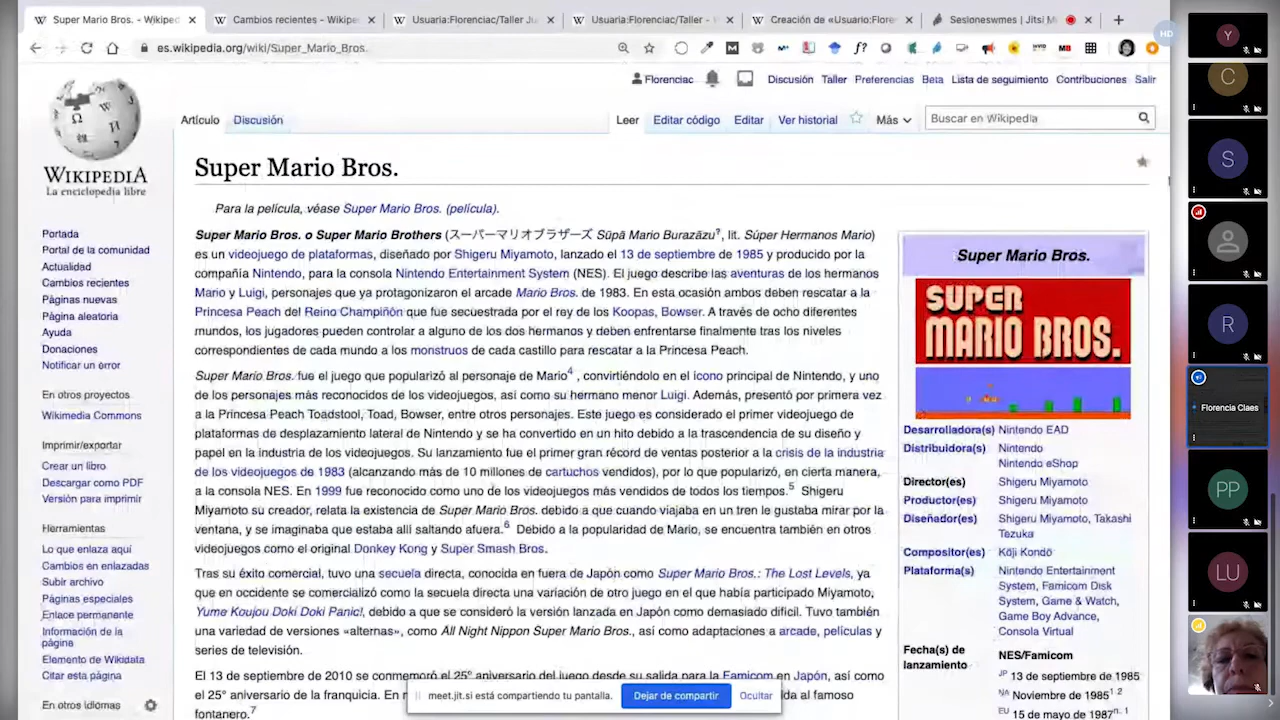 Super Mario Bros. - Wikiped
Cambios recientes - Wikipe
Usuaria:Florenciac/Taller Ju
Usuaria:Florenciac/Taller -
Creación de «Usuario:Flore
Sesloneswmes | Jitsi M
HD
es.wikipedia.org/wiki/Super_Mario_Bros.
Florenciac Discusión Taller Preferencias Beta Lista de seguimiento Contribuciones Salir
Artículo Discusión Leer Editar código Editar Ver historial Más Buscar en Wikipedia
WIKIPEDIA
La enciclopedia libre
Portada
Portal de la comunidad
Actualidad
Cambios recientes
Páginas nuevas
Página aleatoria
Ayuda
Donaciones
Notificar un error
En otros proyectos
Wikimedia Commons
Imprimir/exportar
Crear un libro
Descargar como PDF
Versión para imprimir
Herramientas
Lo que enlaza aquí
Cambios en enlazadas
Subir archivo
Páginas especiales
Enlace permanente
Información de la
página
Elemento de Wikidata
Citar esta página
En otros idiomas
Super Mario Bros.
Para la película, véase Super Mario Bros. (película).
Super Mario Bros. o Super Mario Brothers (スーパーマリオブラザーズ Sūpā Mario Burazāzu?, lit. Súper Hermanos Mario)
es un videojuego de plataformas, diseñado por Shigeru Miyamoto, lanzado el 13 de septiembre de 1985 y producido por la
compañía Nintendo, para la consola Nintendo Entertainment System (NES). El juego describe las aventuras de los hermanos
Mario y Luigi, personajes que ya protagonizaron el arcade Mario Bros. de 1983. En esta ocasión ambos deben rescatar a la
Princesa Peach del Reino Champiñón que fue secuestrada por el rey de los Koopas, Bowser. A través de ocho diferentes
mundos, los jugadores pueden controlar a alguno de los dos hermanos y deben enfrentarse finalmente tras los niveles
correspondientes de cada mundo a los monstruos de cada castillo para rescatar a la Princesa Peach.
Super Mario Bros. fue el juego que popularizó al personaje de Mario4 , convirtiéndolo en el icono principal de Nintendo, y uno
de los personajes más reconocidos de los videojuegos, así como su hermano menor Luigi. Además, presentó por primera vez
a la Princesa Peach Toadstool, Toad, Bowser, entre otros personajes. Este juego es considerado el primer videojuego de
plataformas de desplazamiento lateral de Nintendo y se ha convertido en un hito debido a la trascendencia de su diseño y
papel en la industria de los videojuegos. Su lanzamiento fue el primer gran récord de ventas posterior a la crisis de la industria
de los videojuegos de 1983 (alcanzando más de 10 millones de cartuchos vendidos), por lo que popularizó, en cierta manera,
a la consola NES. En 1999 fue reconocido como uno de los videojuegos más vendidos de todos los tiempos.5 Shigeru
Miyamoto su creador, relata la existencia de Super Mario Bros. debido a que cuando viajaba en un tren le gustaba mirar por la
ventana, y se imaginaba que estaba allí saltando afuera.6 Debido a la popularidad de Mario, se encuentra también en otros
videojuegos como el original Donkey Kong y Super Smash Bros.
Tras su éxito comercial, tuvo una secuela directa, conocida en fuera de Japón como Super Mario Bros.: The Lost Levels, ya
que en occidente se comercializó como la secuela directa una variación de otro juego en el que había participado Miyamoto,
Yume Koujou Doki Doki Panic!, debido a que se consideró la versión lanzada en Japón como demasiado difícil. Tuvo también
una variedad de versiones «alternas», como All Night Nippon Super Mario Bros., así como adaptaciones a arcade, películas y
series de televisión.
El 13 de septiembre de 2010 se conmemoró el 25º aniversario del juego desde su salida para la Famicom en Japón, así como
el 25º aniversario de la franquicia. En
da al famoso
fontanero.7
Super Mario Bros.
SUPER
MARIO BROS.
Desarrollador(a) Nintendo EAD
Distribuidora(s) Nintendo
Nintendo eShop
Director(es) Shigeru Miyamoto
Productor(es) Shigeru Miyamoto
Diseñador(es) Shigeru Miyamoto, Takashi
Tezuka
Compositor(es) Kōji Kondō
Plataforma(s) Nintendo Entertainment
System, Famicom Disk
System, Game & Watch,
Game Boy Advance,
Consola Virtual
Fecha(s) de
lanzamiento
NES/Famicom
JP 13 de septiembre de 1985
NA Noviembre de 1985 1 2
EU 15 de mayo de 1987 n. 1
meet.jit.si está compartiendo tu pantalla. Dejar de compartir Ocultar
Y
C
S
R
Florencia Claes
PP
LU